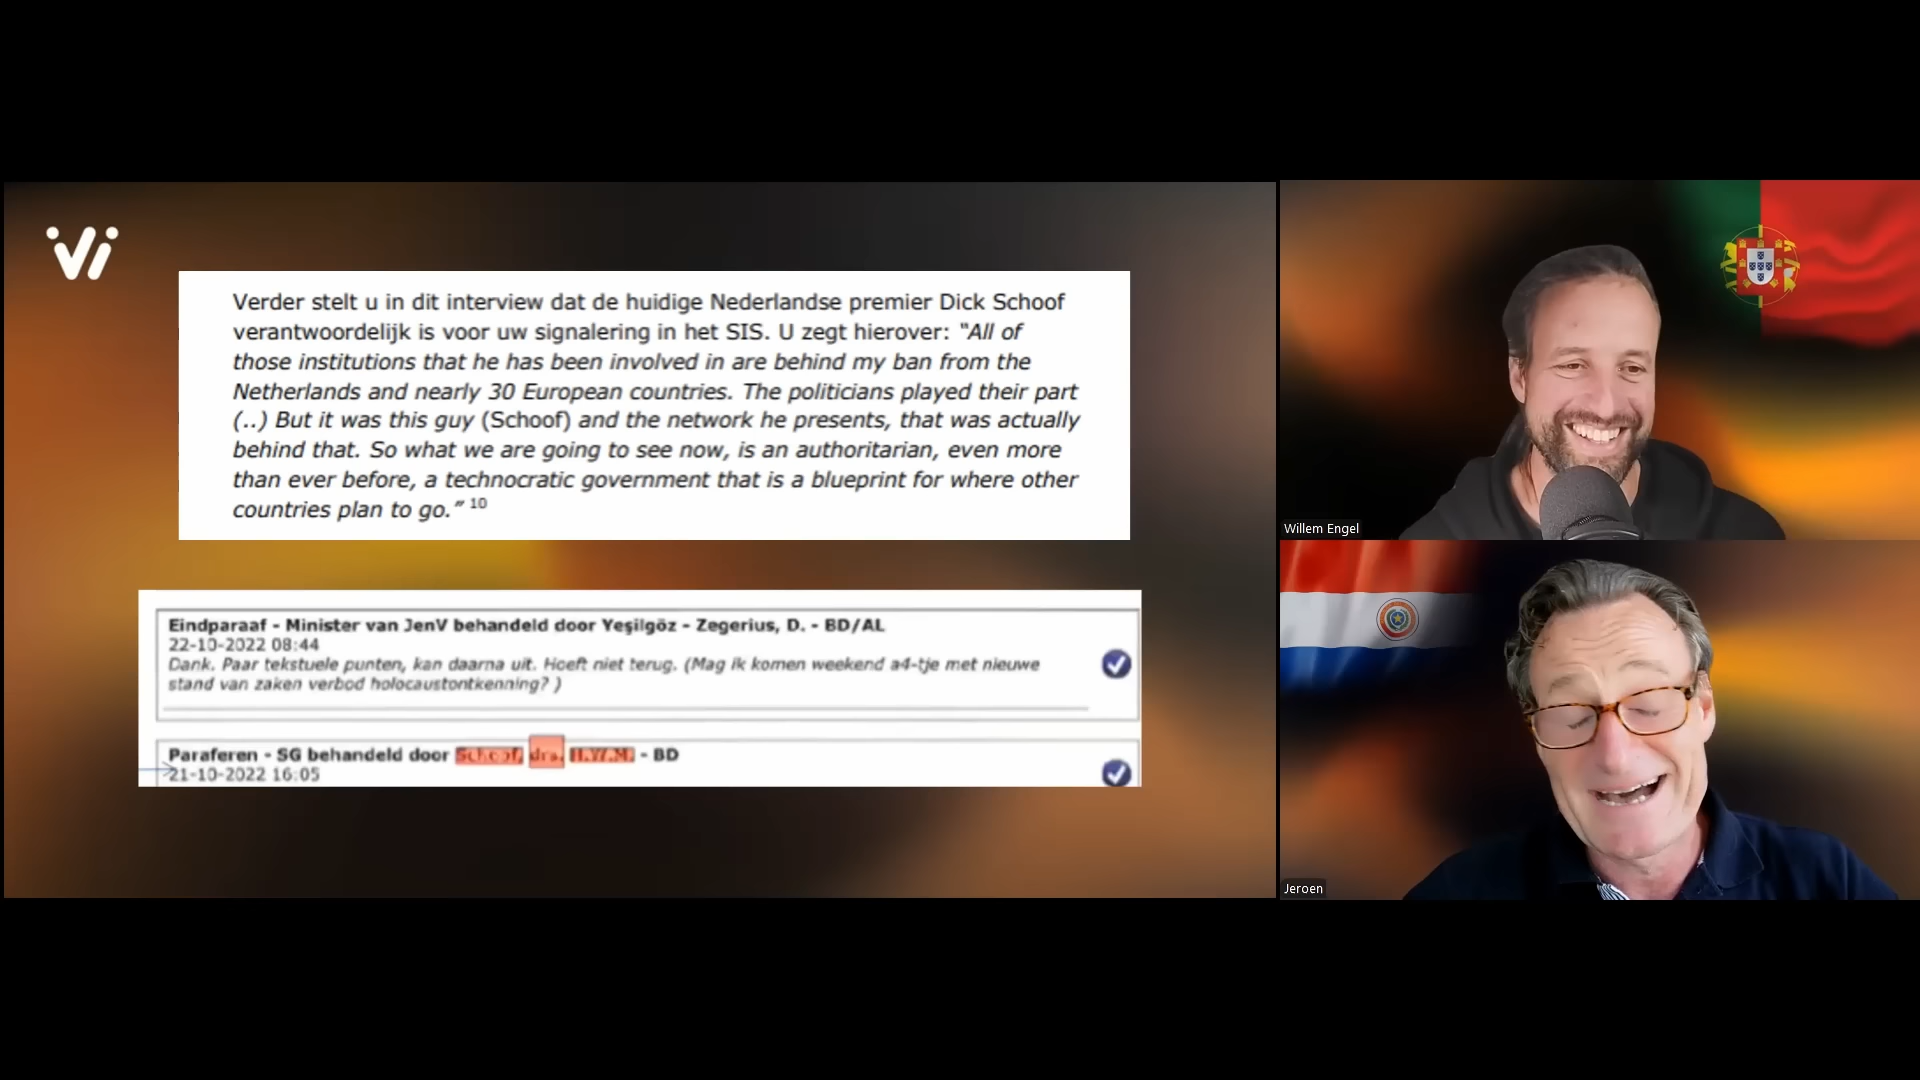 Vi
Verder stelt u in dit interview dat de huidige Nederlandse premier Dick Schoof
verantwoordelijk is voor uw signalering in het SIS. U zegt hierover: "All of
those institutions that he has been involved in are behind my ban from the
Netherlands and nearly 30 European countries. The politicians played their part
(..) But it was this guy (Schoof) and the network he presents, that was actually
behind that. So what we are going to see now, is an authoritarian, even more
than ever before, a technocratic government that is a blueprint for where other
countries plan to go." 10
Eindparaaf - Minister van JenV behandeld door Yeşilgöz - Zegerius, D. - BD/AL
22-10-2022 08:44
Dank. Paar tekstuele punten, kan daarna uit. Hoeft niet terug. (Mag ik komen weekend a4-tje met nieuwe
stand van zaken verbod holocaustontkenning? )
Paraferen - SG behandeld door Schoof, drs. H.W.M. - BD
21-10-2022 16:05
Willem Engel
Jeroen